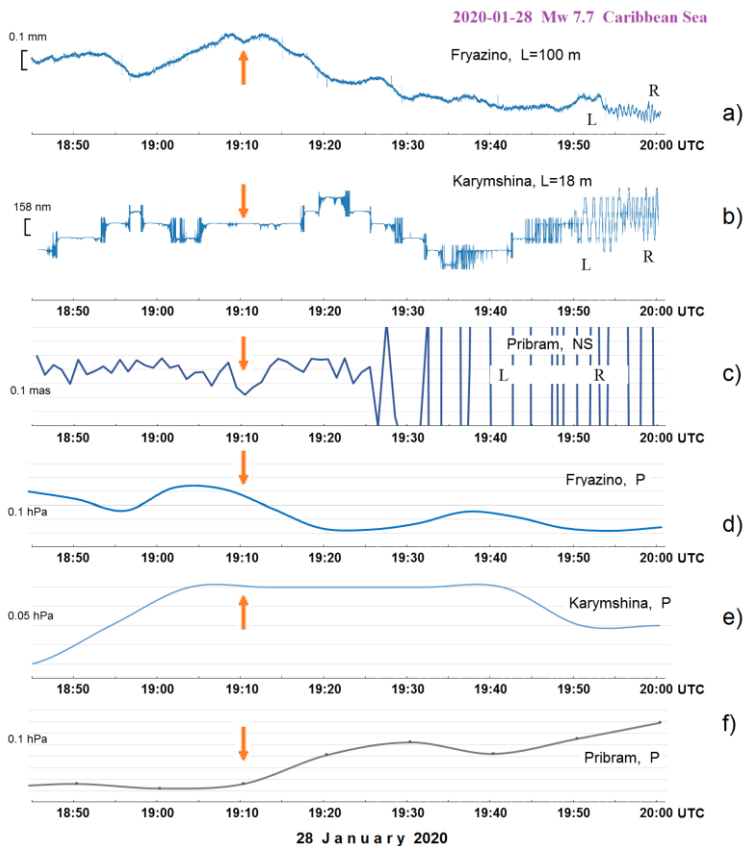 2020-01-28 Mw 7.7 Caribbean Sea
0.1 mm
Fryazino, L=100 m
R
L
a)
18:50 19:00 19:10 19:20 19:30 19:40 19:50 20:00 UTC
Karymshina, L=18 m
158 nm
b)
L R
18:50 19:00 19:10 19:20 19:30 19:40 19:50 20:00 UTC
Pribram, NS
L R
c)
0.1 mas
18:50 19:00 19:10 19:20 19:30 19:40 19:50 20:00 UTC
Fryazino, P
0.1 hPa
d)
18:50 19:00 19:10 19:20 19:30 19:40 19:50 20:00 UTC
Karymshina, P
0.05 hPa
e)
18:50 19:00 19:10 19:20 19:30 19:40 19:50 20:00 UTC
f)
0.1 hPa
Pribram, P
18:50 19:00 19:10 19:20 19:30 19:40 19:50 20:00 UTC
28 January 2020